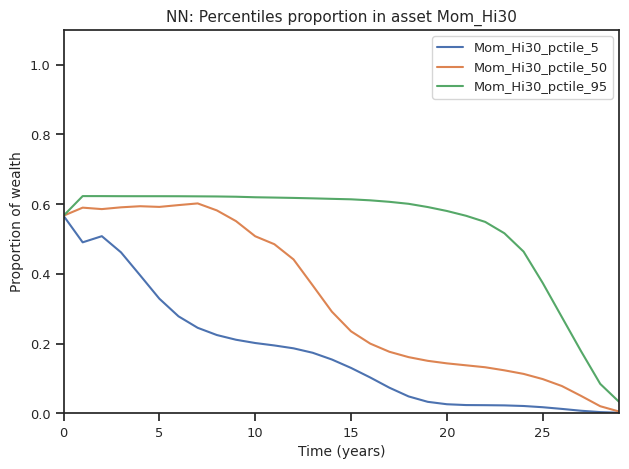 NN: Percentiles proportion in asset Mom_Hi30
Mom_Hi30_pctile_5
Mom_Hi30_pctile_50
Mom_Hi30_pctile_95
Proportion of wealth
1.0
0.8
0.6
0.4
0.2
0.0
0 5 10 15 20 25
Time (years)